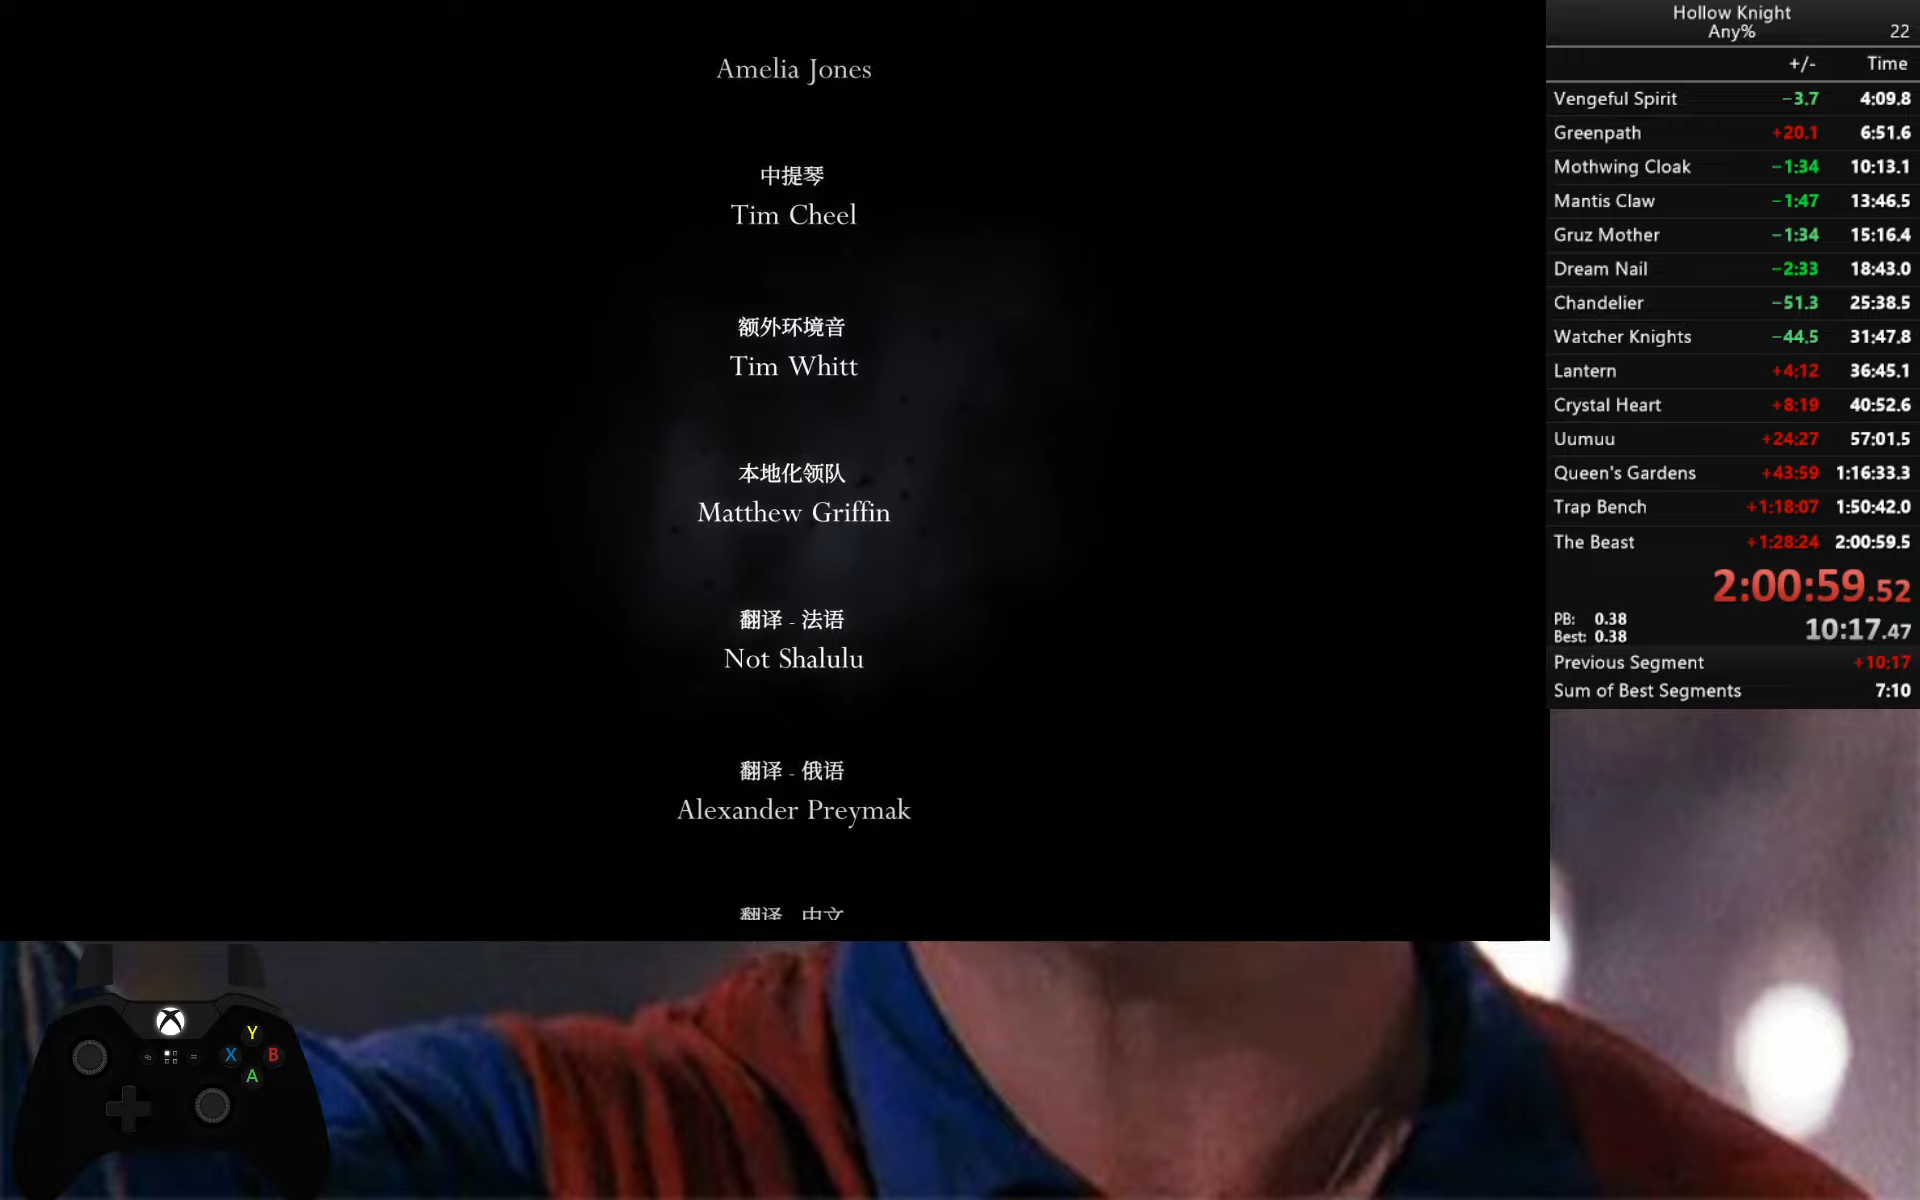 Amelia Jones
中提琴
Tim Cheel
额外环境音
Tim Whitt
本地化领队
Matthew Griffin
翻译 - 法语
Not Shalulu
翻译 - 俄语
Alexander Preymak
翻译 中文
Hollow Knight
Any% 22
+/- Time
Vengeful Spirit -3.7 4:09.8
Greenpath +20.1 6:51.6
Mothwing Cloak -1:34 10:13.1
Mantis Claw -1:47 13:46.5
Gruz Mother -1:34 15:16.4
Dream Nail -2:33 18:43.0
Chandelier -51.3 25:38.5
Watcher Knights -44.5 31:47.8
Lantern +4:12 36:45.1
Crystal Heart +8:19 40:52.6
Uumuu +24:27 57:01.5
Queen's Gardens +43:59 1:16:33.3
Trap Bench +1:18:07 1:50:42.0
The Beast +1:28:24 2:00:59.5
2:00:59.52
PB: 0.38
Best: 0.38
10:17.47
Previous Segment +10:17
Sum of Best Segments 7:10
Y
X B
A